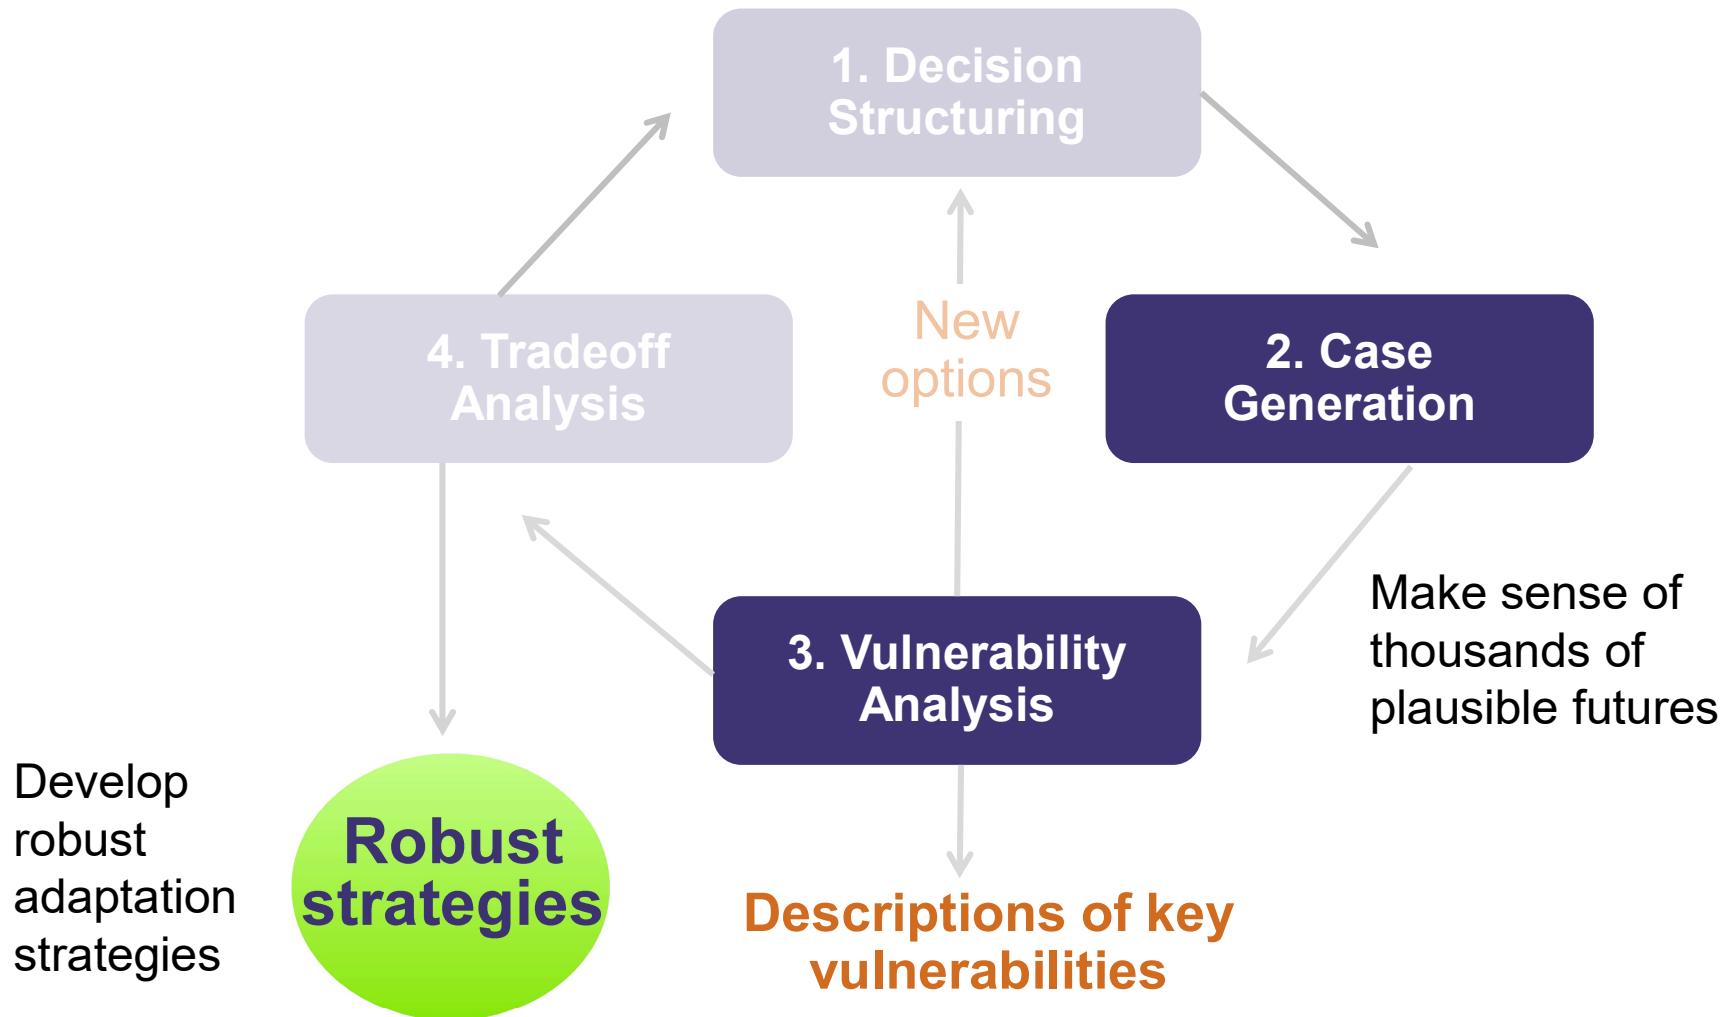 1. Decision
Structuring
4. Tradeoff
Analysis
New
options
2. Case
Generation
3. Vulnerability
Analysis
Make sense of
thousands of
plausible futures
Develop
robust
adaptation
strategies
Robust
strategies
Descriptions of key
vulnerabilities